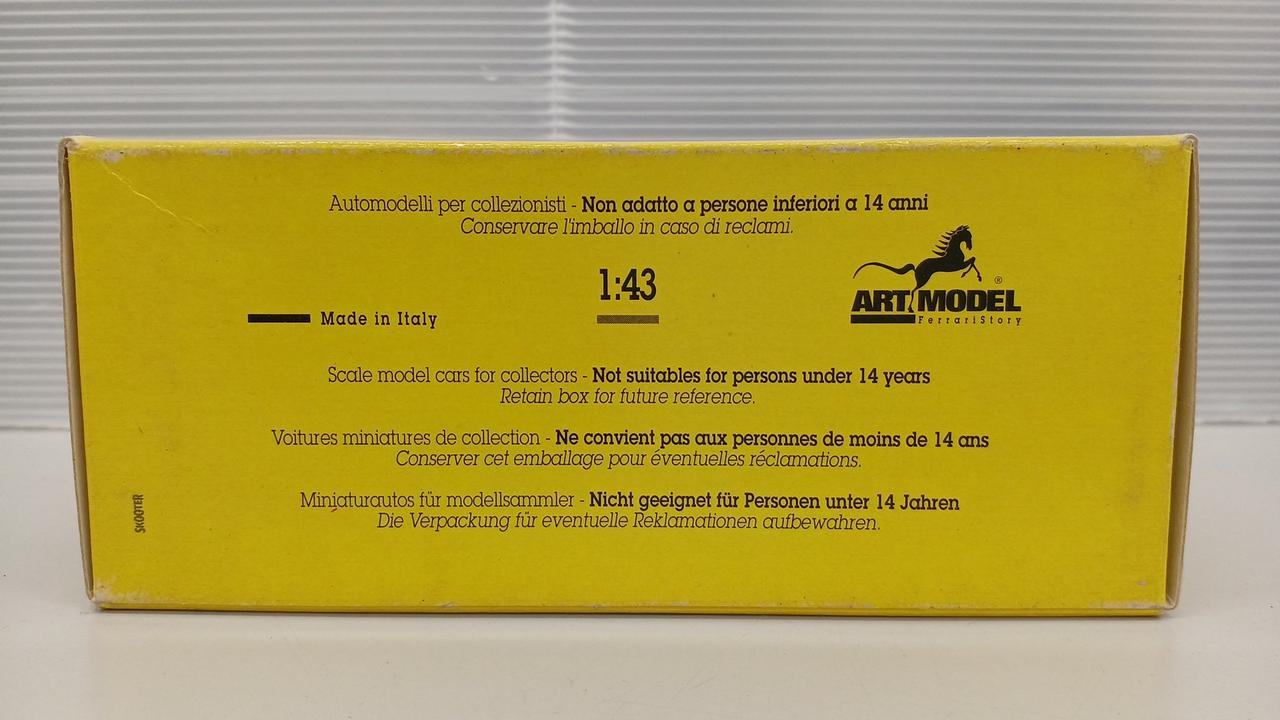 Automodelli per collezionisti - Non adatto a persone inferiori a 14 anni
Conservare l'imballo in caso di reclami.
1:43
Made in Italy
ART MODEL ®
FerrariStory
Scale model cars for collectors - Not suitables for persons under 14 years
Retain box for future reference.
Voitures miniatures de collection - Ne convient pas aux personnes de moins de 14 ans
Conserver cet emballage pour éventuelles réclamations.
Miniaturautos für modellsammler - Nicht geeignet für Personen unter 14 Jahren
Die Verpackung für eventuelle Reklamationen aufbewahren.
SKOOTER